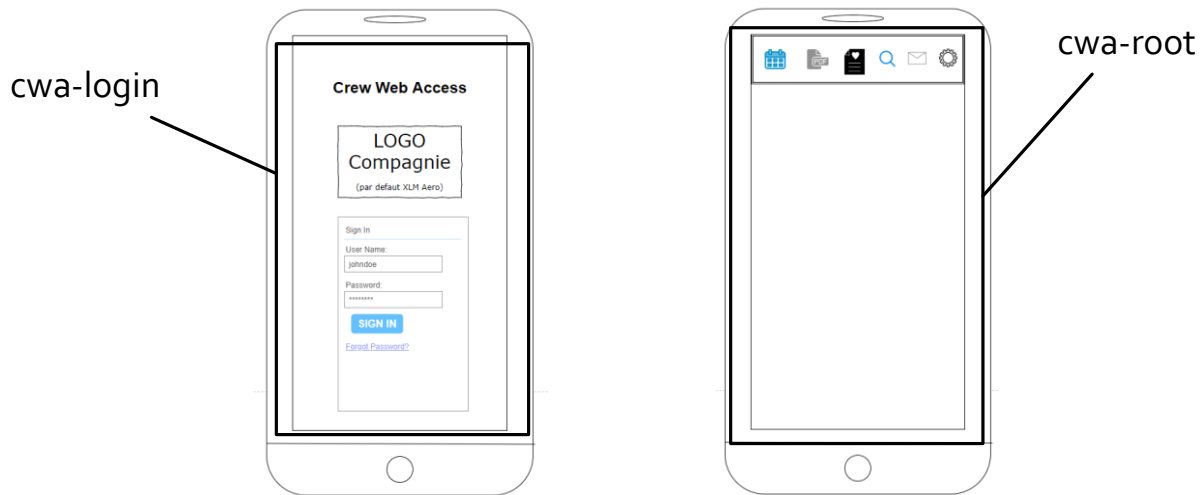 cwa-login
Crew Web Access
LOGO
Compagnie
(par defaut XLM Aero)
Sign In
User Name:
johndoe
Password:
********
SIGN IN
Forgot Password?
cwa-root
PDF